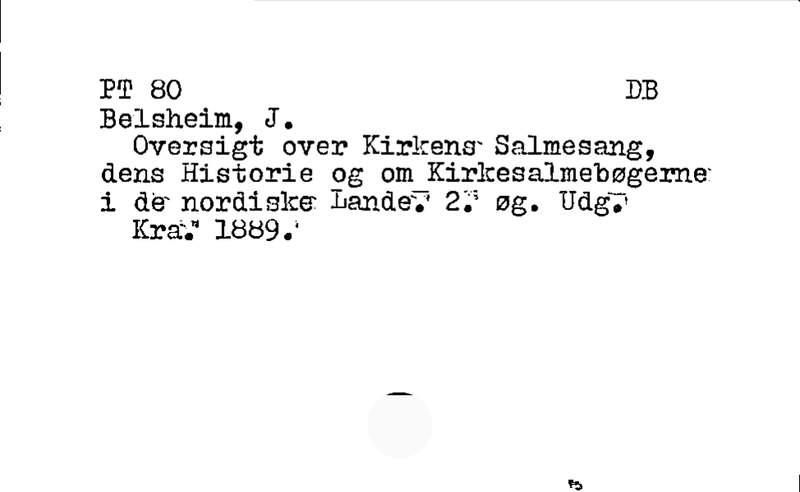 PT 80 DB
Belsheim, J.
Oversigt over Kirkens Salmesang,
dens Historie og om Kirkesalmebøgerne
i de nordiske Lande. 2. øg. Udg.
Kra. 1889.